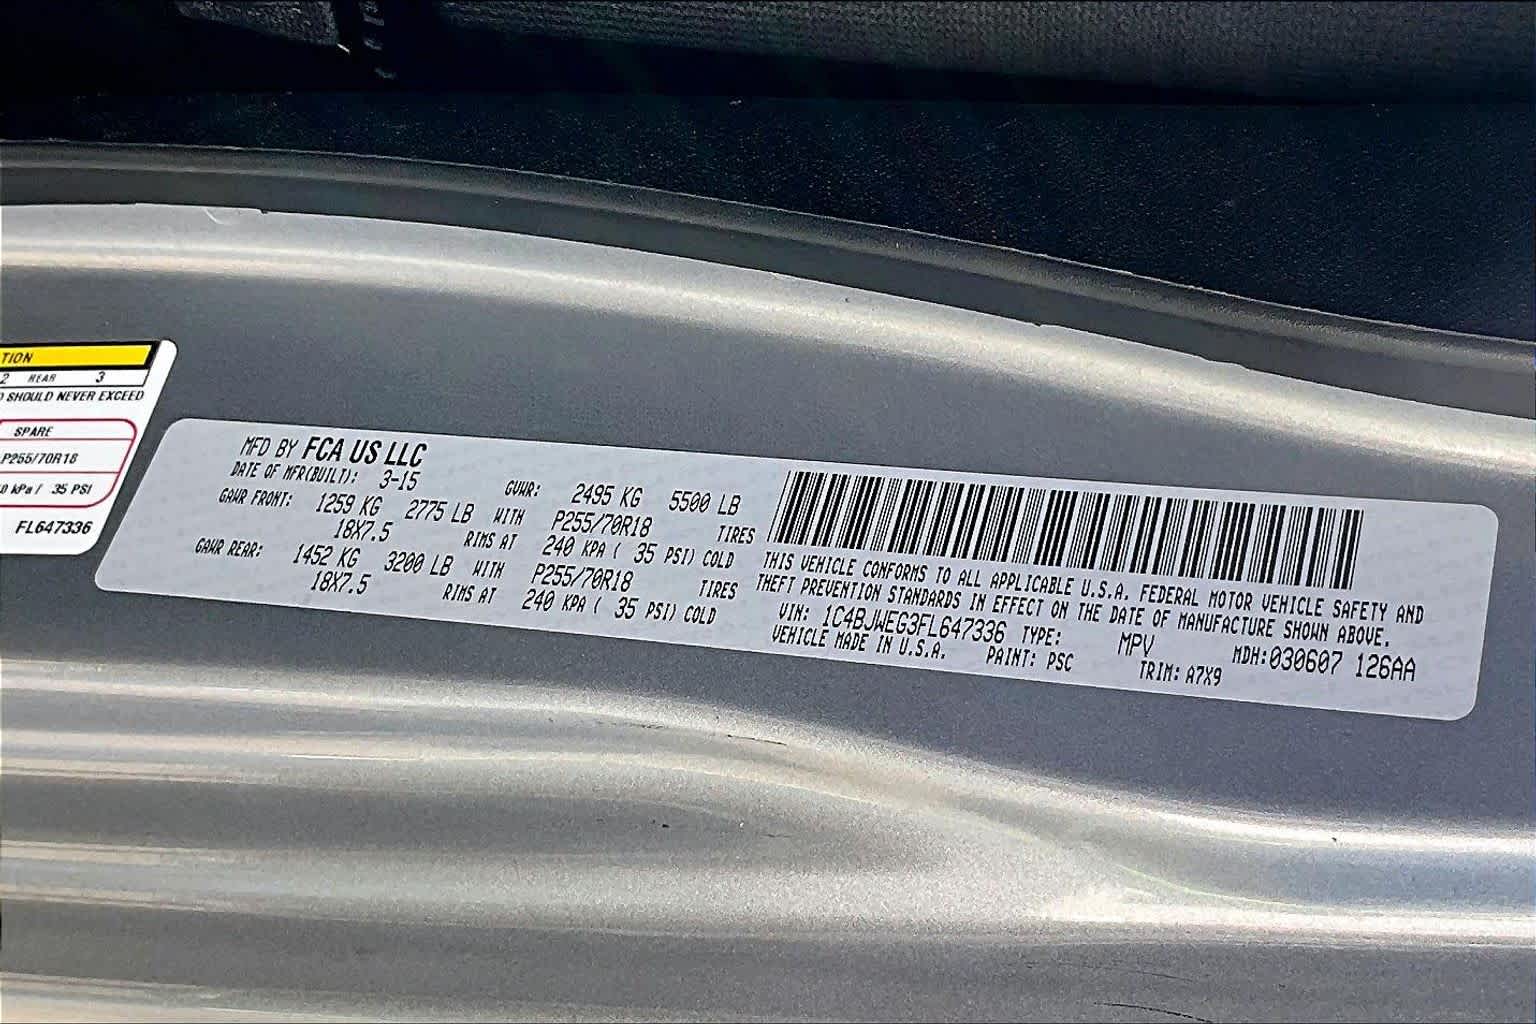 TION
2 REAR 3
D SHOULD NEVER EXCEED
SPARE
P255/70R18
0 kPa / 35 PSI
FL647336
MFD BY FCA US LLC
DATE OF MFR(BUILT): 3-15 GVWR: 2495 KG 5500 LB
GAWR FRONT: 1259 KG 2775 LB WITH P255/70R18 TIRES
18X7.5 RIMS AT 240 KPA ( 35 PSI) COLD
GAWR REAR: 1452 KG 3200 LB WITH P255/70R18 TIRES
18X7.5 RIMS AT 240 KPA ( 35 PSI) COLD
THIS VEHICLE CONFORMS TO ALL APPLICABLE U.S.A. FEDERAL MOTOR VEHICLE SAFETY AND
THEFT PREVENTION STANDARDS IN EFFECT ON THE DATE OF MANUFACTURE SHOWN ABOVE.
VIN: 1C4BJWEG3FL647336 TYPE: MPV MDH:030607 126AA
VEHICLE MADE IN U.S.A. PAINT: PSC TRIM: A7X9